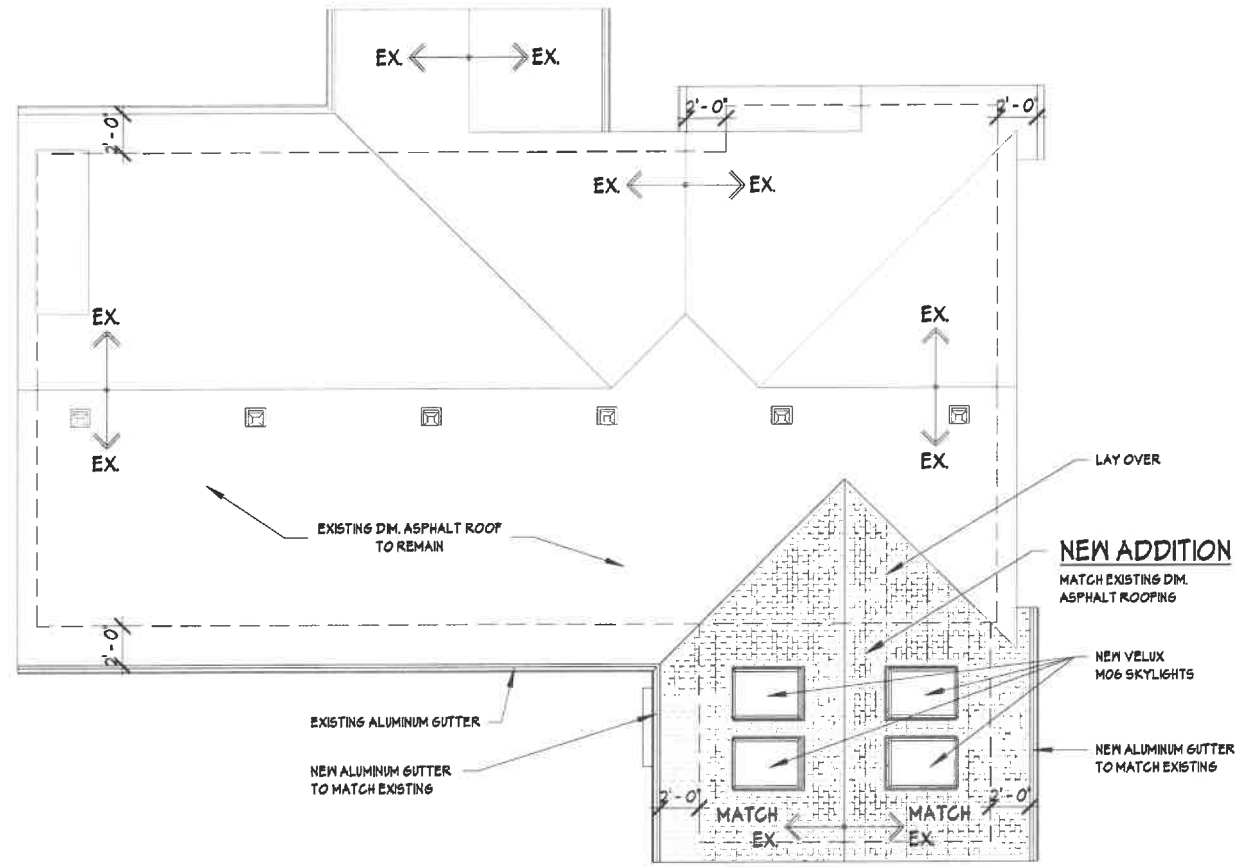 EX. EX.
2'-0"
2'-0"
2'-0"
EX. EX.
EX.
EX.
EX.
EX.
LAY OVER
EXISTING DIM. ASPHALT ROOF
TO REMAIN
NEW ADDITION
MATCH EXISTING DIM.
ASPHALT ROOFING
2'-0"
NEW VELUX
M06 SKYLIGHTS
EXISTING ALUMINUM GUTTER
NEW ALUMINUM GUTTER
TO MATCH EXISTING
NEW ALUMINUM GUTTER
TO MATCH EXISTING
2'-0"
2'-0"
MATCH
EX.
MATCH
EX.